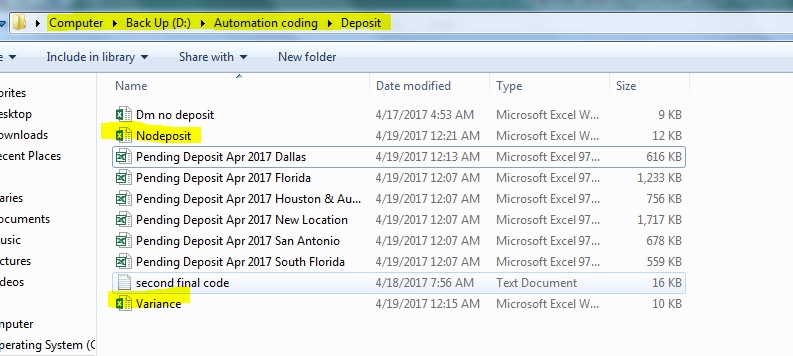 Computer Back Up (D:) Automation coding Deposit
Include in library Share with New folder
Name Date modified Type Size
Dm no deposit 4/17/2017 4:53 AM Microsoft Excel W... 9 KB
Nodeposit 4/19/2017 12:21 AM Microsoft Excel W... 12 KB
Pending Deposit Apr 2017 Dallas 4/19/2017 12:13 AM Microsoft Excel 97... 616 KB
Pending Deposit Apr 2017 Florida 4/19/2017 12:07 AM Microsoft Excel 97... 1,233 KB
Pending Deposit Apr 2017 Houston & Au... 4/19/2017 12:07 AM Microsoft Excel 97... 756 KB
Pending Deposit Apr 2017 New Location 4/19/2017 12:07 AM Microsoft Excel 97... 1,717 KB
Pending Deposit Apr 2017 San Antonio 4/19/2017 12:07 AM Microsoft Excel 97... 678 KB
Pending Deposit Apr 2017 South Florida 4/19/2017 12:07 AM Microsoft Excel 97... 559 KB
second final code 4/18/2017 7:56 AM Text Document 16 KB
Variance 4/19/2017 12:15 AM Microsoft Excel W... 10 KB
orites
esktop
ownloads
ecent Places
aries
ocuments
usic
ctures
deos
mputer
perating System (C